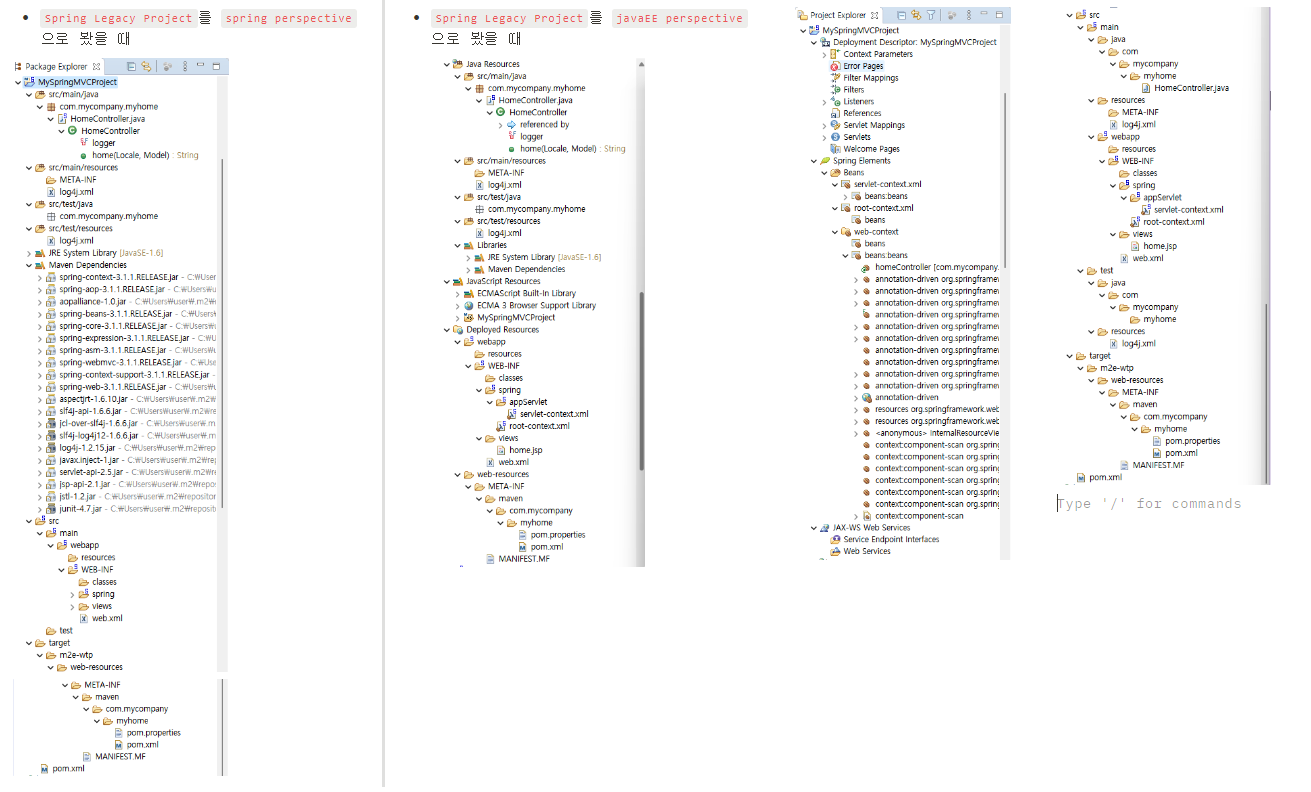 • Spring Legacy Project 를 spring perspective
으로 봤을 때
Package Explorer
MySpringMVCProject
src/main/java
com.mycompany.myhome
HomeController.java
HomeController
logger
home(Locale, Model) : String
src/main/resources
META-INF
log4j.xml
src/test/java
com.mycompany.myhome
src/test/resources
log4j.xml
JRE System Library [JavaSE-1.6]
Maven Dependencies
spring-context-3.1.1.RELEASE.jar - C:₩User
spring-aop-3.1.1.RELEASE.jar - C:₩Users₩u
aopalliance-1.0.jar - C:₩Users₩user₩.m2₩
spring-beans-3.1.1.RELEASE.jar - C:₩Users₩
spring-core-3.1.1.RELEASE.jar - C:₩Users₩u
spring-expression-3.1.1.RELEASE.jar - C:₩U
spring-asm-3.1.1.RELEASE.jar - C:₩Users₩u
spring-webmvc-3.1.1.RELEASE.jar - C:₩Use
spring-context-support-3.1.1.RELEASE.jar -
spring-web-3.1.1.RELEASE.jar - C:₩Users₩u
aspectjrt-1.6.10.jar - C:₩Users₩user₩.m2₩
slf4j-api-1.6.6.jar - C:₩Users₩user₩.m2₩r
jcl-over-slf4j-1.6.6.jar - C:₩Users₩user₩.m
slf4j-log4j12-1.6.6.jar - C:₩Users₩user₩.m
log4j-1.2.15.jar - C:₩Users₩user₩.m2₩rep
javax.inject-1.jar - C:₩Users₩user₩.m2₩re
servlet-api-2.5.jar - C:₩Users₩user₩.m2₩r
jsp-api-2.1.jar - C:₩Users₩user₩.m2₩repo
jstl-1.2.jar - C:₩Users₩user₩.m2₩repositor
junit-4.7.jar - C:₩Users₩user₩.m2₩reposit
src
main
webapp
resources
WEB-INF
classes
spring
views
web.xml
test
target
m2e-wtp
web-resources
META-INF
maven
com.mycompany
myhome
pom.properties
pom.xml
MANIFEST.MF
pom.xml
• Spring Legacy Project 를 javaEE perspective
으로 봤을 때
Java Resources
src/main/java
com.mycompany.myhome
HomeController.java
HomeController
referenced by
logger
home(Locale, Model) : String
src/main/resources
META-INF
log4j.xml
src/test/java
com.mycompany.myhome
src/test/resources
log4j.xml
Libraries
JRE System Library [JavaSE-1.6]
Maven Dependencies
JavaScript Resources
ECMAScript Built-In Library
ECMA 3 Browser Support Library
MySpringMVCProject
Deployed Resources
webapp
resources
WEB-INF
classes
spring
appServlet
servlet-context.xml
root-context.xml
views
home.jsp
web.xml
web-resources
META-INF
maven
com.mycompany
myhome
pom.properties
pom.xml
MANIFEST.MF
Project Explorer
MySpringMVCProject
Deployment Descriptor: MySpringMVCProject
Context Parameters
Error Pages
Filter Mappings
Filters
Listeners
References
Servlet Mappings
Servlets
Welcome Pages
Spring Elements
Beans
servlet-context.xml
beans:beans
root-context.xml
beans
web-context
beans
beans:beans
homeController [com.mycompany.
annotation-driven org.springframew
annotation-driven org.springframew
annotation-driven org.springframew
annotation-driven org.springframew
annotation-driven org.springframew
annotation-driven org.springframew
annotation-driven org.springframew
annotation-driven org.springframew
annotation-driven org.springframew
annotation-driven org.springframew
annotation-driven
resources org.springframework.web
resources org.springframework.web
<anonymous> InternalResourceVie
context:component-scan org.spring
context:component-scan org.spring
context:component-scan org.spring
context:component-scan org.spring
context:component-scan org.spring
context:component-scan org.spring
context:component-scan
JAX-WS Web Services
Service Endpoint Interfaces
Web Services
src
main
java
com
mycompany
myhome
HomeController.java
resources
META-INF
log4j.xml
webapp
resources
WEB-INF
classes
spring
appServlet
servlet-context.xml
root-context.xml
views
home.jsp
web.xml
test
java
com
mycompany
myhome
resources
log4j.xml
target
m2e-wtp
web-resources
META-INF
maven
com.mycompany
myhome
pom.properties
pom.xml
MANIFEST.MF
pom.xml
Type '/' for commands